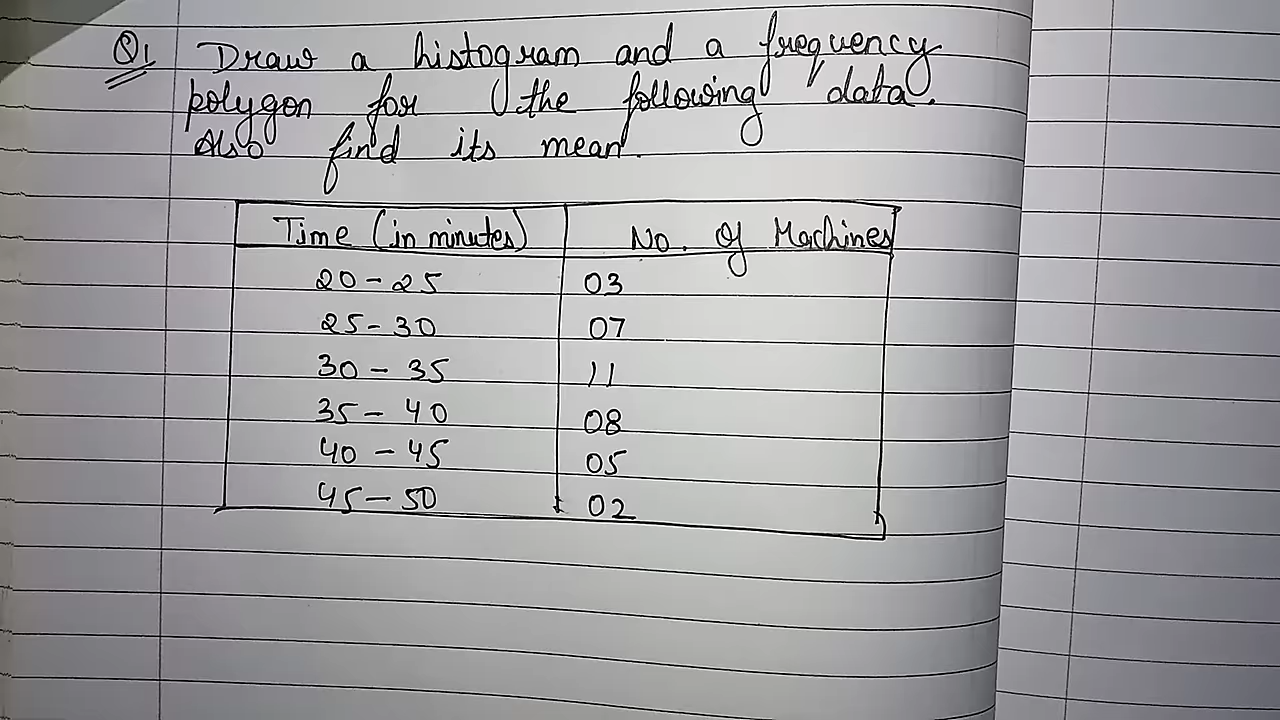 Q1 Draw a histogram and a frequency
polygon for the following data.
Also find its mean.
Time (in minutes) No. of Machines
20 - 25 03
25 - 30 07
30 - 35 11
35 - 40 08
40 - 45 05
45 - 50 02